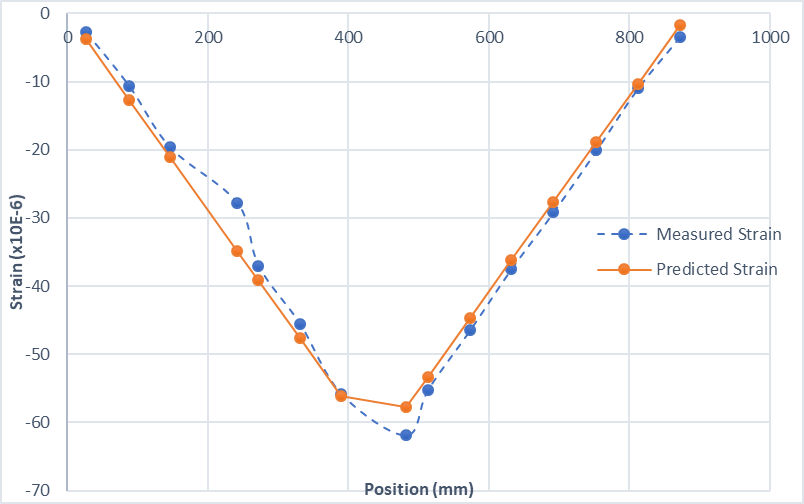 0
0 200 400 600 800 1000
-10
-20
-30
-40
-50
-60
-70
Strain (x10E-6)
Measured Strain
Predicted Strain
Position (mm)